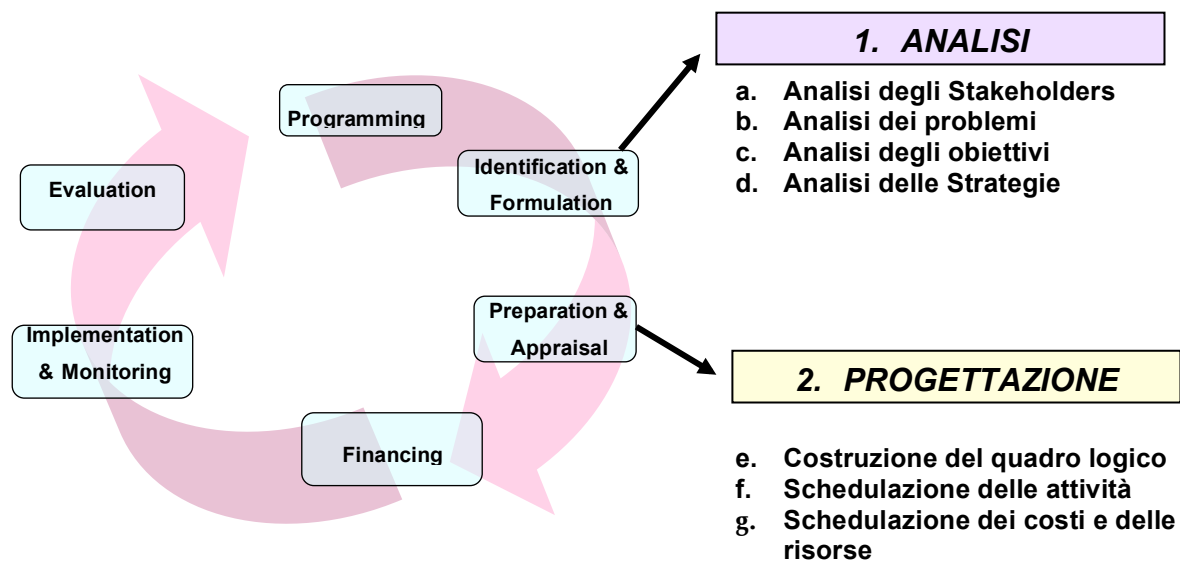 Programming
Identification &
Formulation
Preparation &
Appraisal
Financing
Implementation
& Monitoring
Evaluation
1. ANALISI
a. Analisi degli Stakeholders
b. Analisi dei problemi
c. Analisi degli obiettivi
d. Analisi delle Strategie
2. PROGETTAZIONE
e. Costruzione del quadro logico
f. Schedulazione delle attività
g. Schedulazione dei costi e delle
risorse